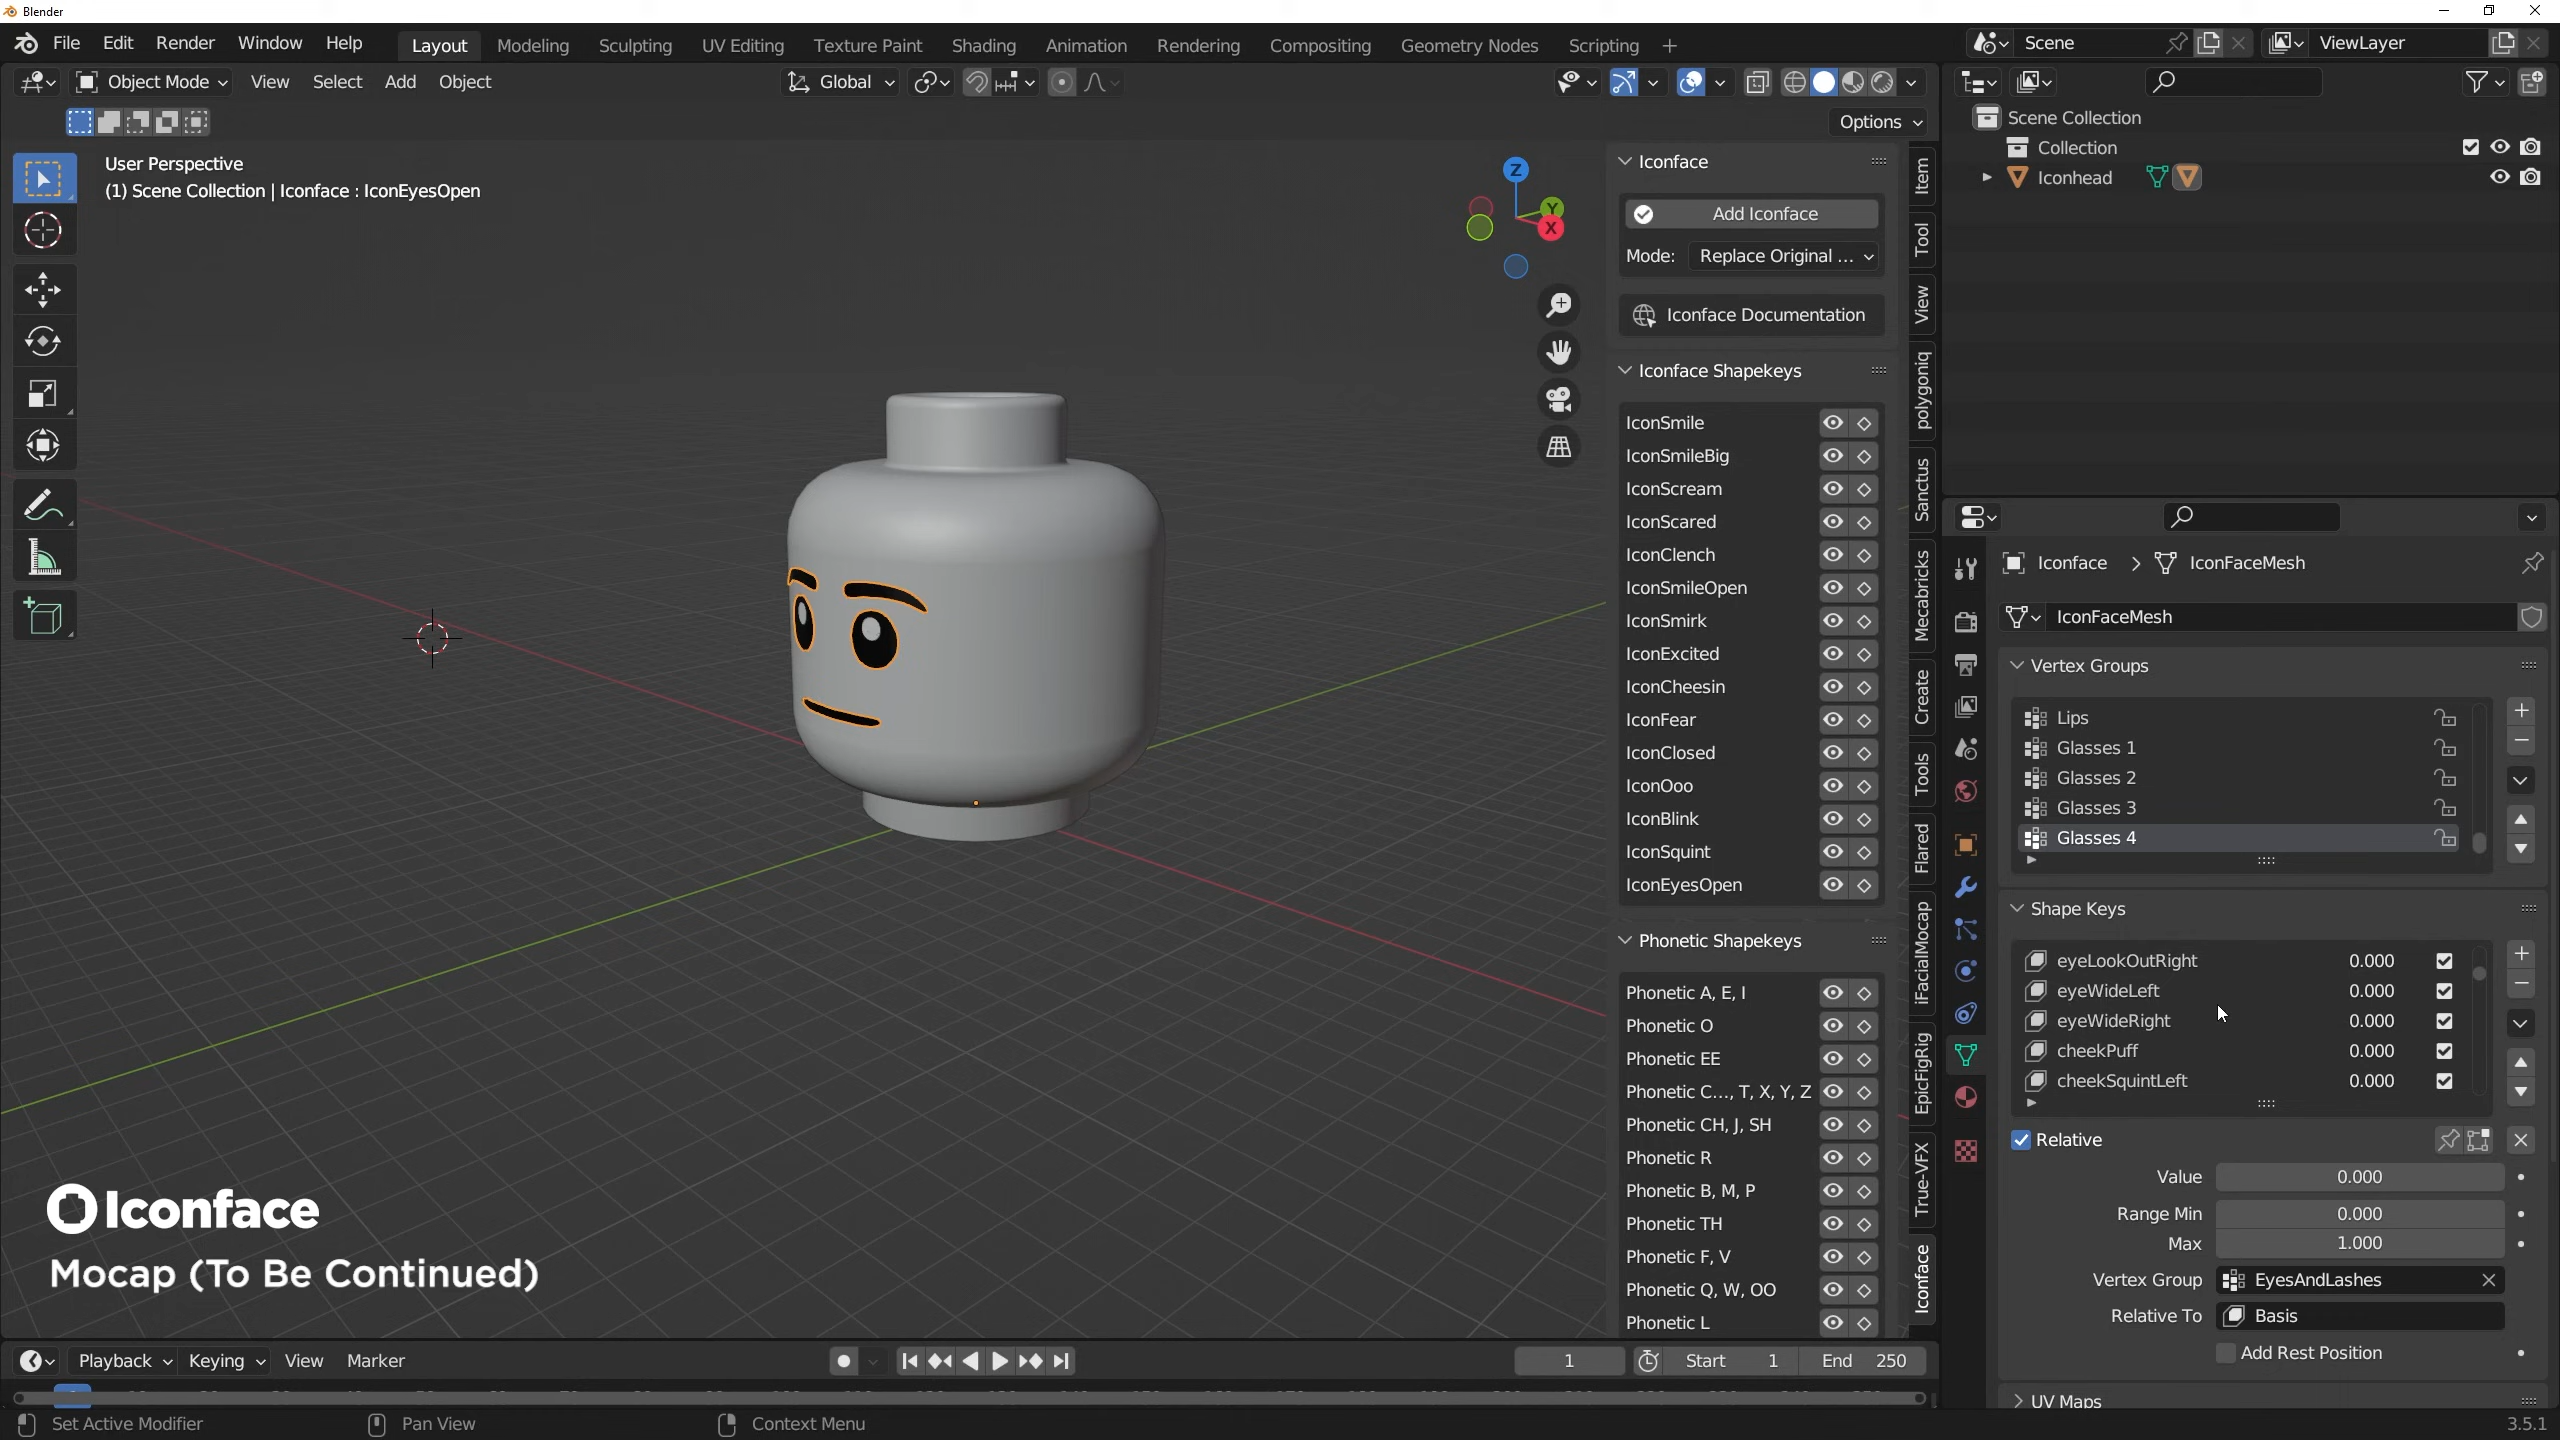 Blender
File Edit Render Window Help Layout Modeling Sculpting UV Editing Texture Paint Shading Animation Rendering Compositing Geometry Nodes Scripting + Scene ViewLayer
Object Mode View Select Add Object Global
Options
User Perspective
(1) Scene Collection | Iconface : IconEyesOpen
Z
Y
X
Iconface
Add Iconface
Mode: Replace Original ...
Iconface Documentation
Iconface Shapekeys
IconSmile
IconSmileBig
IconScream
IconScared
IconClench
IconSmileOpen
IconSmirk
IconExcited
IconCheesin
IconFear
IconClosed
IconOoo
IconBlink
IconSquint
IconEyesOpen
Phonetic Shapekeys
Phonetic A, E, I
Phonetic O
Phonetic EE
Phonetic C..., T, X, Y, Z
Phonetic CH, J, SH
Phonetic R
Phonetic B, M, P
Phonetic TH
Phonetic F, V
Phonetic Q, W, OO
Phonetic L
Item
Tool
View
polygoniq
Sanctus
Mecabricks
Create
Tools
Flared
iFacialMocap
EpicFigRig
True-VFX
Iconface
Scene Collection
Collection
Iconhead
Iconface > IconFaceMesh
IconFaceMesh
Vertex Groups
Lips
Glasses 1
Glasses 2
Glasses 3
Glasses 4
Shape Keys
eyeLookOutRight 0.000
eyeWideLeft 0.000
eyeWideRight 0.000
cheekPuff 0.000
cheekSquintLeft 0.000
Relative
Value 0.000
Range Min 0.000
Max 1.000
Vertex Group EyesAndLashes
Relative To Basis
Add Rest Position
UV Maps
Iconface
Mocap (To Be Continued)
Playback Keying View Marker 1 Start 1 End 250
Set Active Modifier Pan View Context Menu 3.5.1